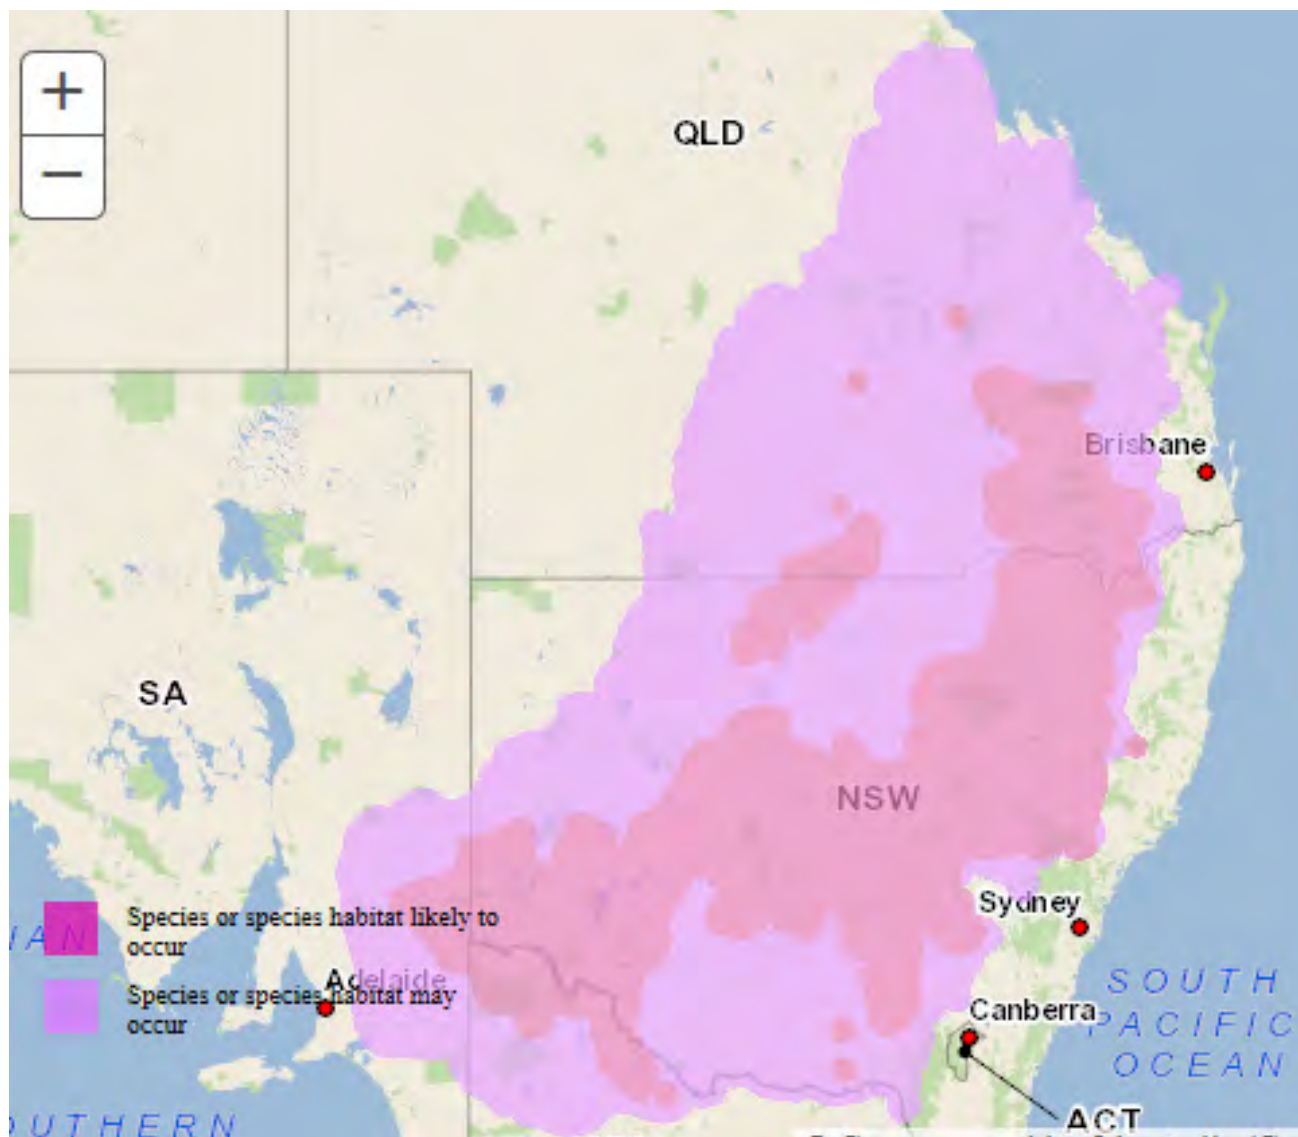 +
QLD
−
Brisbane
SA
NSW
Sydney
Species or species habitat likely to
occur
AN
Adelaide
SOUTH
PACIFIC
OCEAN
Species or species habitat may
occur
Canberra
OUTHERN
ACT